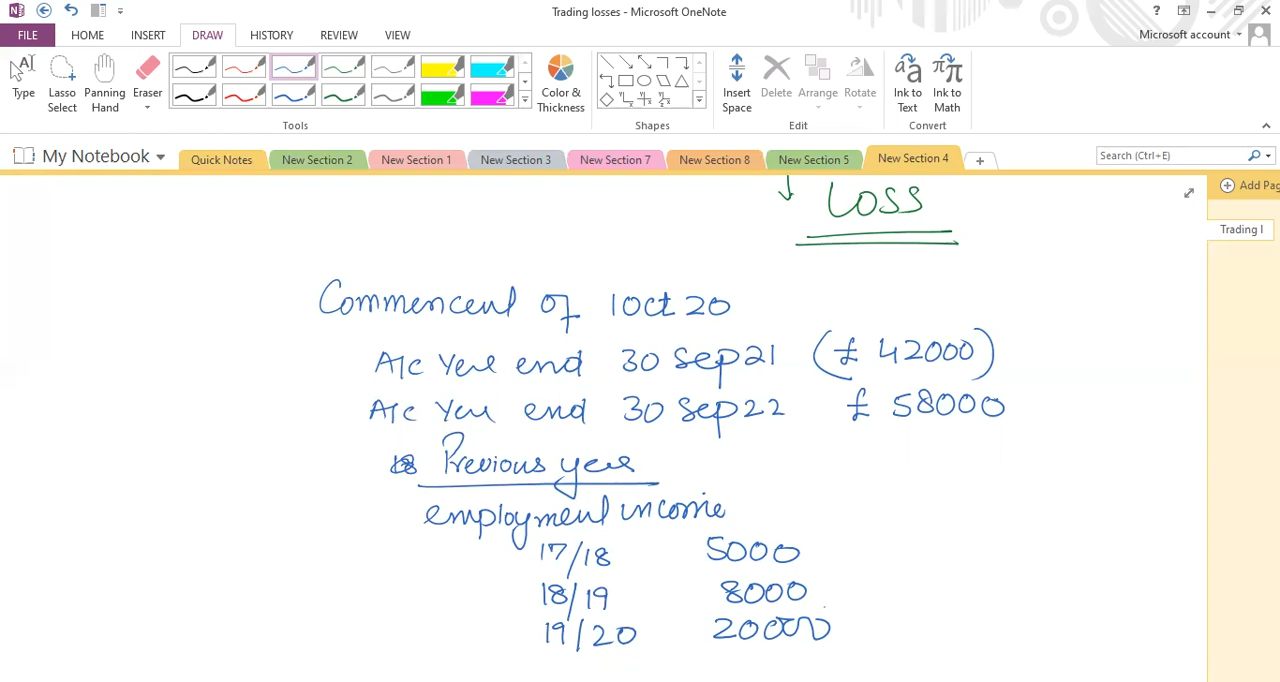 Trading losses - Microsoft OneNote
Microsoft account
FILE HOME INSERT DRAW HISTORY REVIEW VIEW
Type Lasso Select Panning Hand Eraser Color & Thickness Insert Space Delete Arrange Rotate Ink to Text Ink to Math
Tools Shapes Edit Convert
My Notebook Quick Notes New Section 2 New Section 1 New Section 3 New Section 7 New Section 8 New Section 5 New Section 4 Search (Ctrl+E)
Add Pag
Trading l
Loss
Commencent of 1 Oct 20
A/c Year end 30 Sep 21 (£ 42000)
A/c Year end 30 Sep 22 £ 58000
Previous year
employment income
17/18 5000
18/19 8000
19/20 20000